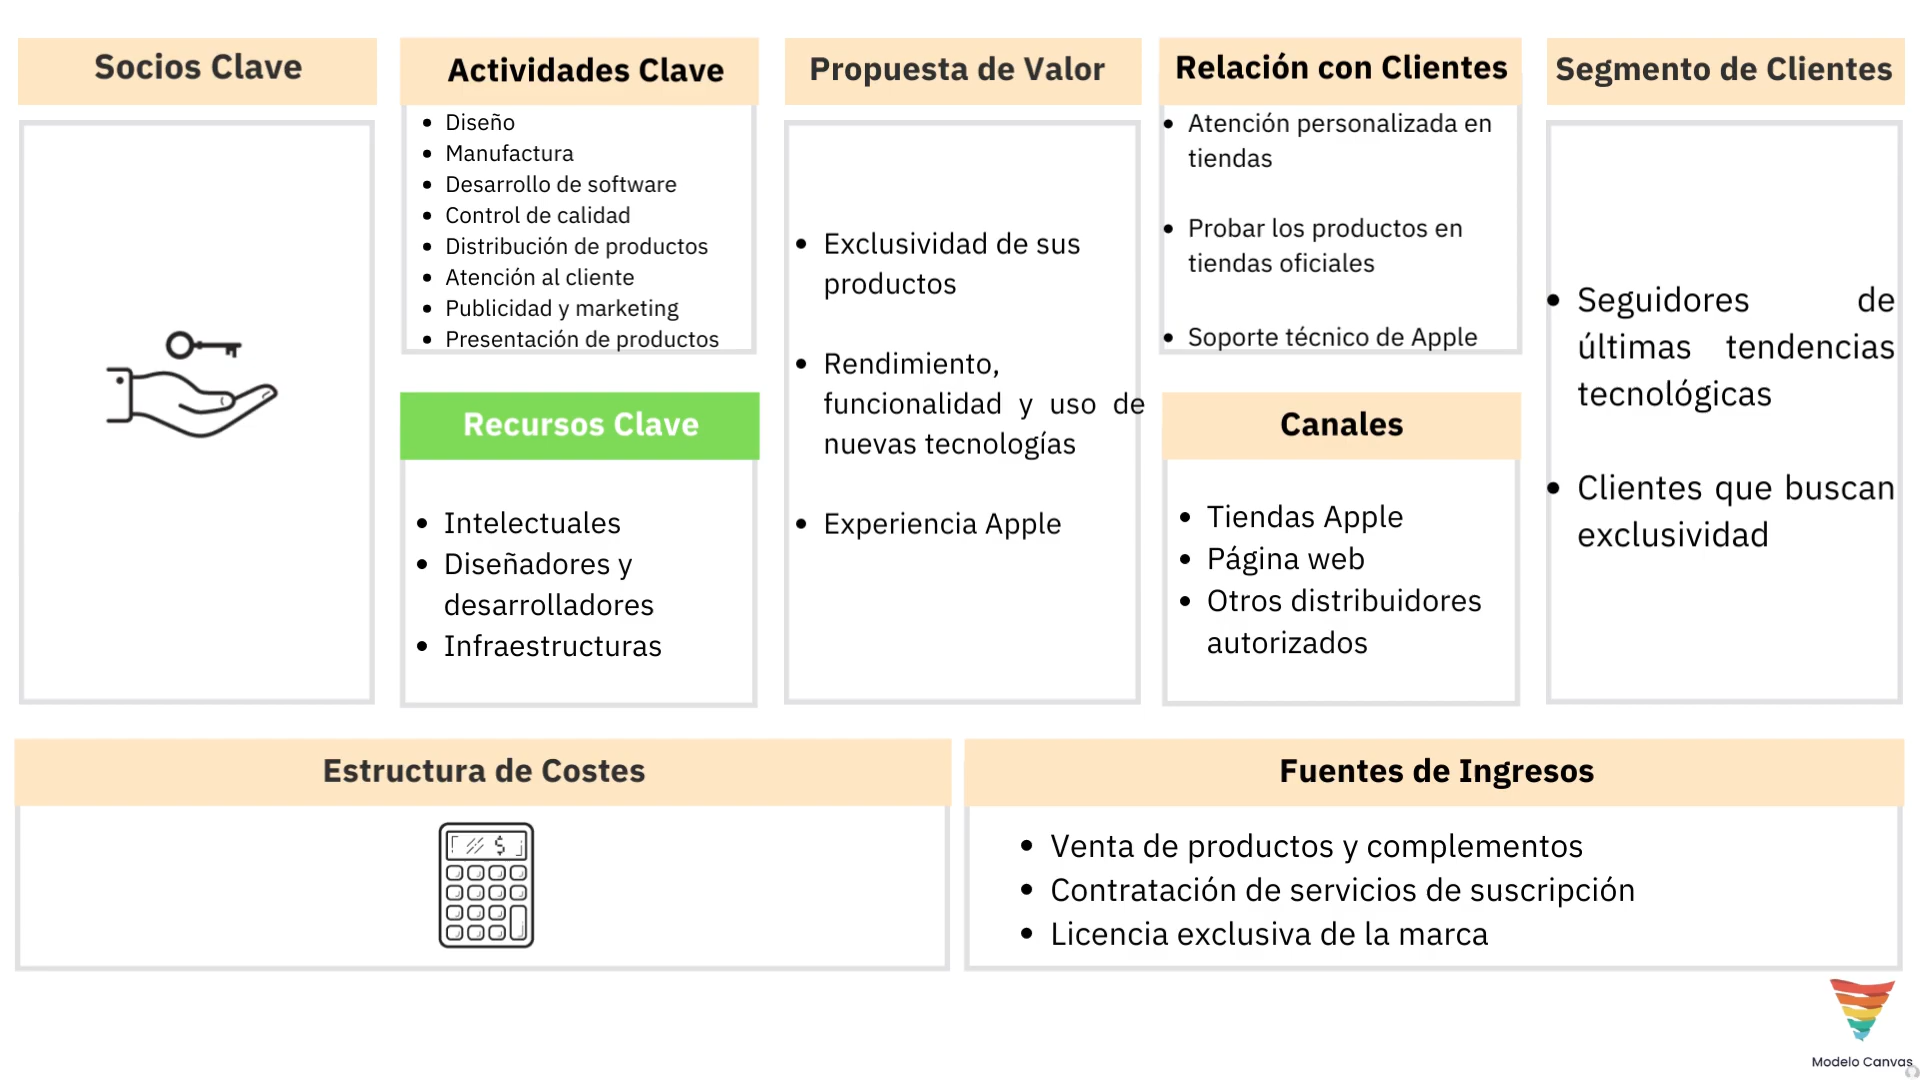 Socios Clave
Actividades Clave
• Diseño
• Manufactura
• Desarrollo de software
• Control de calidad
• Distribución de productos
• Atención al cliente
• Publicidad y marketing
• Presentación de productos
Recursos Clave
• Intelectuales
• Diseñadores y
desarrolladores
• Infraestructuras
Propuesta de Valor
• Exclusividad de sus
productos
• Rendimiento,
funcionalidad y uso de
nuevas tecnologías
• Experiencia Apple
Relación con Clientes
• Atención personalizada en
tiendas
• Probar los productos en
tiendas oficiales
• Soporte técnico de Apple
Canales
• Tiendas Apple
• Página web
• Otros distribuidores
autorizados
Segmento de Clientes
• Seguidores de
últimas tendencias
tecnológicas
• Clientes que buscan
exclusividad
Estructura de Costes
$
Fuentes de Ingresos
• Venta de productos y complementos
• Contratación de servicios de suscripción
• Licencia exclusiva de la marca
Modelo Canvas